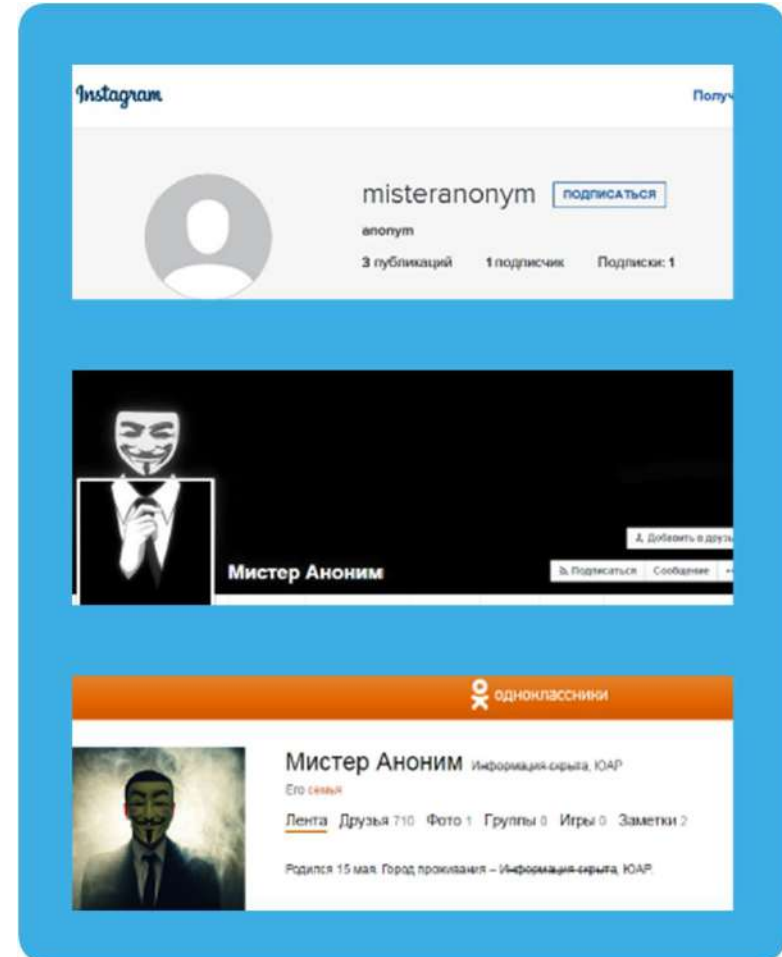 Instagram
misteranonym ПОДПИСАТЬСЯ
anonym
3 публикаций 1 подписчик Подписки: 1
Добавить в
Мистер Аноним
Подписаться Сообщение
одноклассники
Мистер Аноним Информация скрыта, ЮАР
Его семья
Лента Друзья 710 Фото 1 Группы 0 Игры 0 Заметки 2
Родился 15 мая. Город проживания – Информация скрыта, ЮАР.